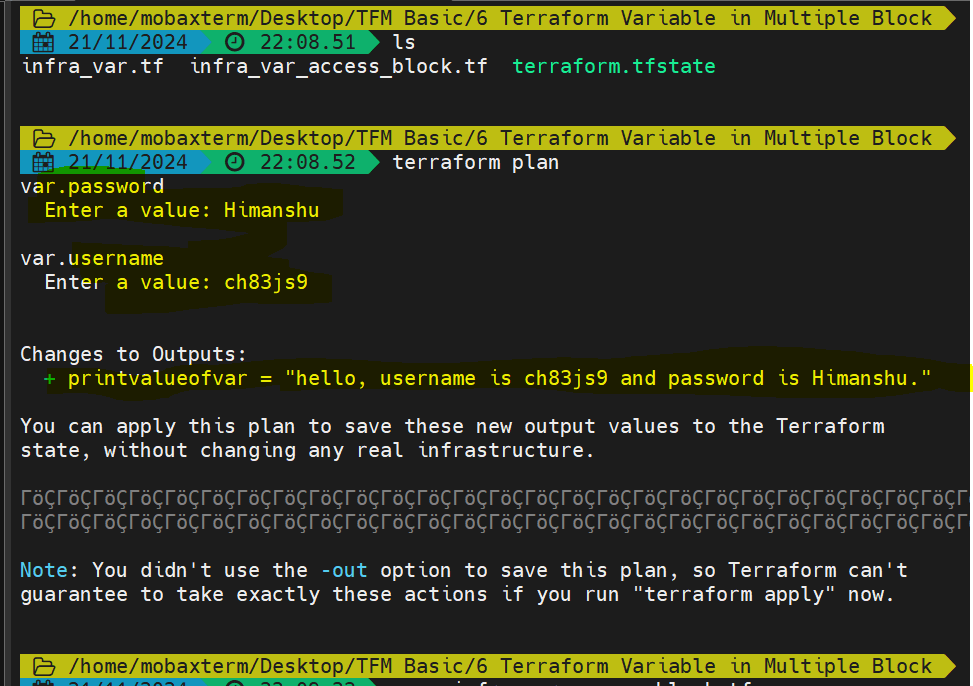 /home/mobaxterm/Desktop/TFM Basic/6 Terraform Variable in Multiple Block
21/11/2024 22:08.51 ls
infra_var.tf infra_var_access_block.tf terraform.tfstate
/home/mobaxterm/Desktop/TFM Basic/6 Terraform Variable in Multiple Block
21/11/2024 22:08.52 terraform plan
var.password
Enter a value: Himanshu
var.username
Enter a value: ch83js9
Changes to Outputs:
+ printvalueofvar = "hello, username is ch83js9 and password is Himanshu."
You can apply this plan to save these new output values to the Terraform
state, without changing any real infrastructure.
ΓöÇΓöÇΓöÇΓöÇΓöÇΓöÇΓöÇΓöÇΓöÇΓöÇΓöÇΓöÇΓöÇΓöÇΓöÇΓöÇΓöÇΓöÇΓöÇΓöÇΓöÇΓöÇΓöÇΓöÇΓöÇΓöÇΓ
ΓöÇΓöÇΓöÇΓöÇΓöÇΓöÇΓöÇΓöÇΓöÇΓöÇΓöÇΓöÇΓöÇΓöÇΓöÇΓöÇΓöÇΓöÇΓöÇΓöÇΓöÇΓöÇΓöÇΓöÇΓöÇΓöÇΓ
Note: You didn't use the -out option to save this plan, so Terraform can't
guarantee to take exactly these actions if you run "terraform apply" now.
/home/mobaxterm/Desktop/TFM Basic/6 Terraform Variable in Multiple Block